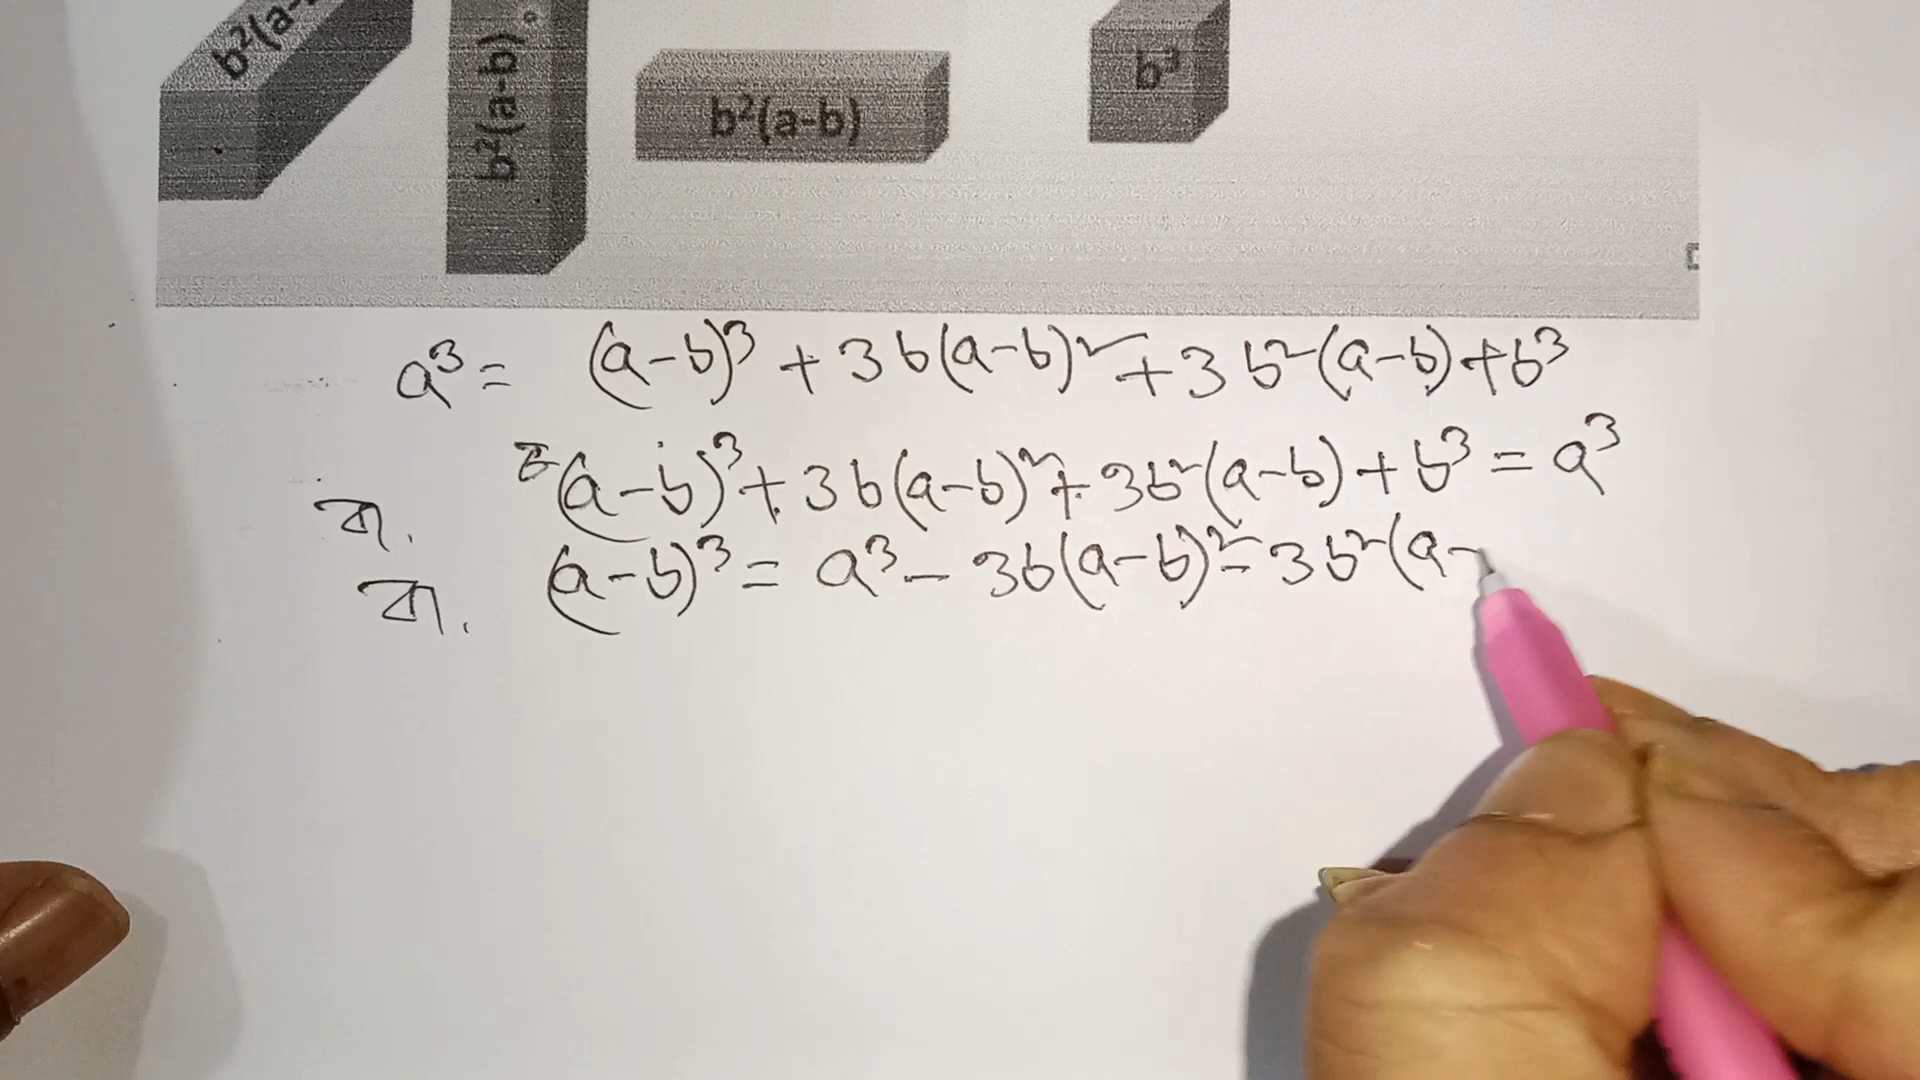 b²(a-
b²(a-b)
b²(a-b)
b³
a³ = (a-b)³ + 3b(a-b)² + 3b²(a-b) + b³
বা. (a-b)³ + 3b(a-b)² + 3b²(a-b) + b³ = a³
বা. (a-b)³ = a³ - 3b(a-b)² - 3b²(a-